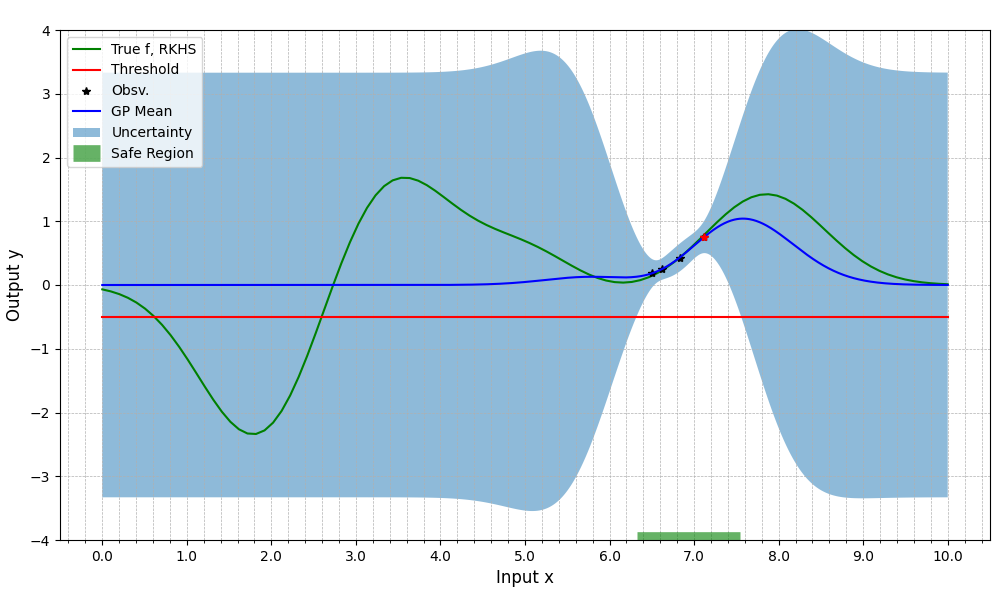 True f, RKHS
Threshold
Obsv.
GP Mean
Uncertainty
Safe Region
Output y
4
3
2
1
0
−1
−2
−3
−4
0.0 1.0 2.0 3.0 4.0 5.0 6.0 7.0 8.0 9.0 10.0
Input x